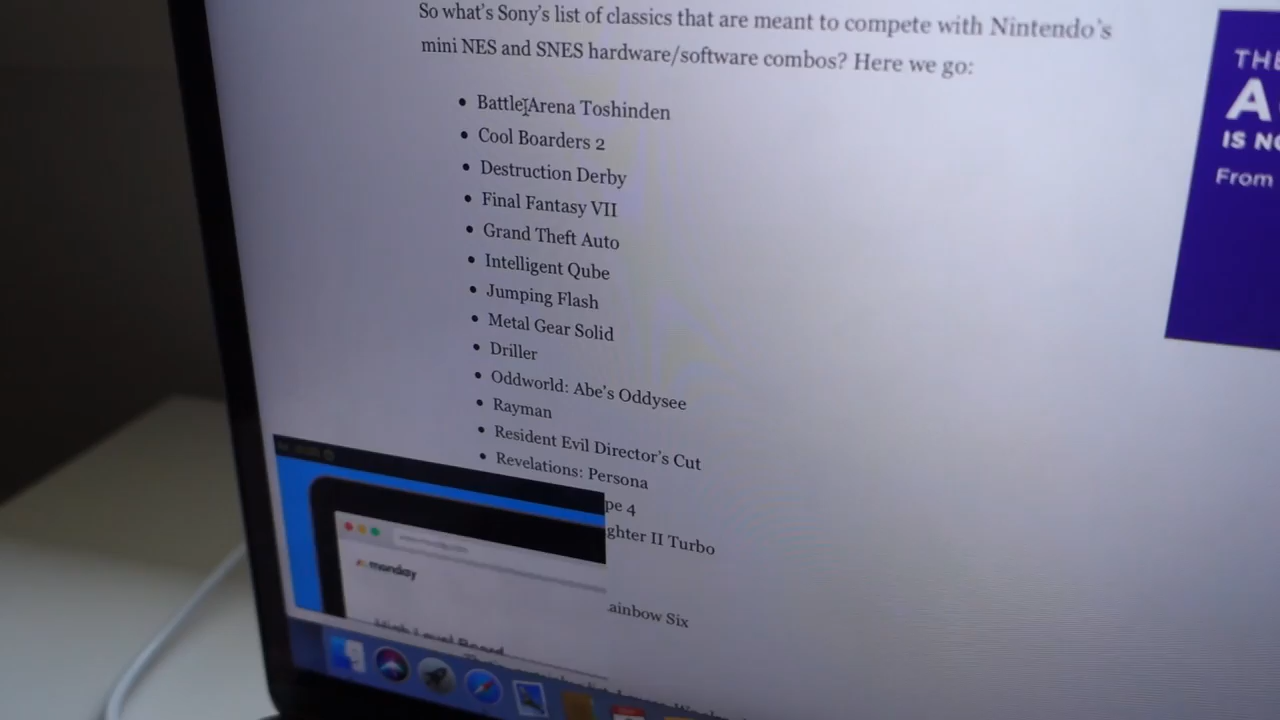 So what's Sony's list of classics that are meant to compete with Nintendo's
mini NES and SNES hardware/software combos? Here we go:
• Battle Arena Toshinden
• Cool Boarders 2
• Destruction Derby
• Final Fantasy VII
• Grand Theft Auto
• Intelligent Qube
• Jumping Flash
• Metal Gear Solid
• Driller
• Oddworld: Abe's Oddysee
• Rayman
• Resident Evil Director's Cut
• Revelations: Persona
pe 4
ghter II Turbo
ainbow Six
monday
THE
A
IS NO
From